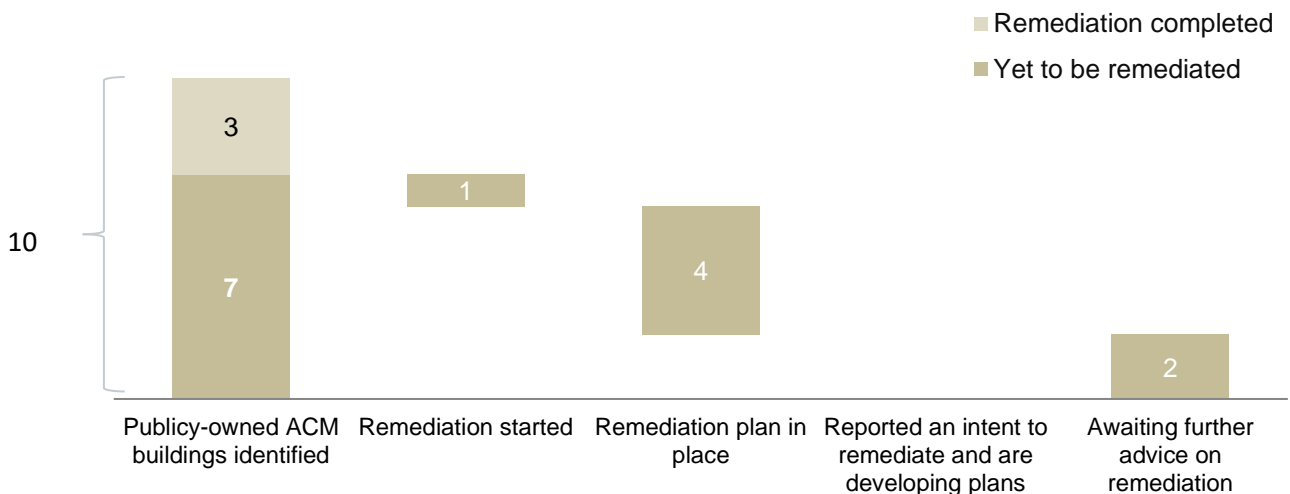 Remediation completed
Yet to be remediated
3
1
10
4
7
2
Publicy-owned ACM
buildings identified
Remediation started
Remediation plan in
place
Reported an intent to
remediate and are
developing plans
Awaiting further
advice on
remediation